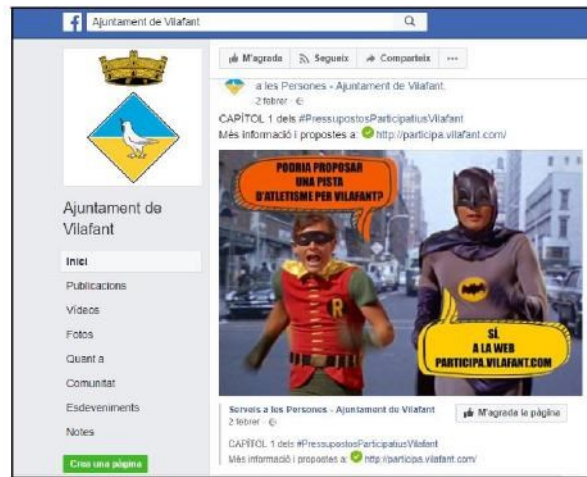 Ajuntament de Vilafant
M'agrada
Segueix
Comparteix
a les Persones - Ajuntament de Vilafant.
2 febrer ·
CAPÍTOL 1 dels #PressupostosParticipatiusVilafant
Més informació i propostes a: http://participa.vilafant.com/
PODRIA PROPOSAR
UNA PISTA
D'ATLETISME PER VILAFANT?
R
SÍ,
A LA WEB
PARTICIPA.VILAFANT.COM
Ajuntament de
Vilafant
Inici
Publicacions
Vídeos
Fotos
Quant a
Comunitat
Esdeveniments
Notes
Crea una pàgina
Serveis a les Persones - Ajuntament de Vilafant
2 febrer ·
M'agrada la pàgina
CAPÍTOL 1 dels #PressupostosParticipatiusVilafant
Més informació i propostes a: http://participa.vilafant.com/